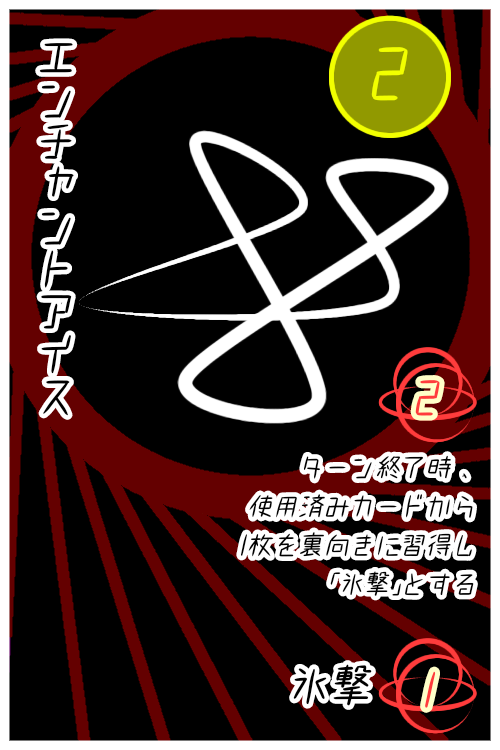 エンチャントアイス
2
2
ターン終了時、
使用済みカードから
1枚を裏向きに習得し
「氷撃」とする
氷撃 1